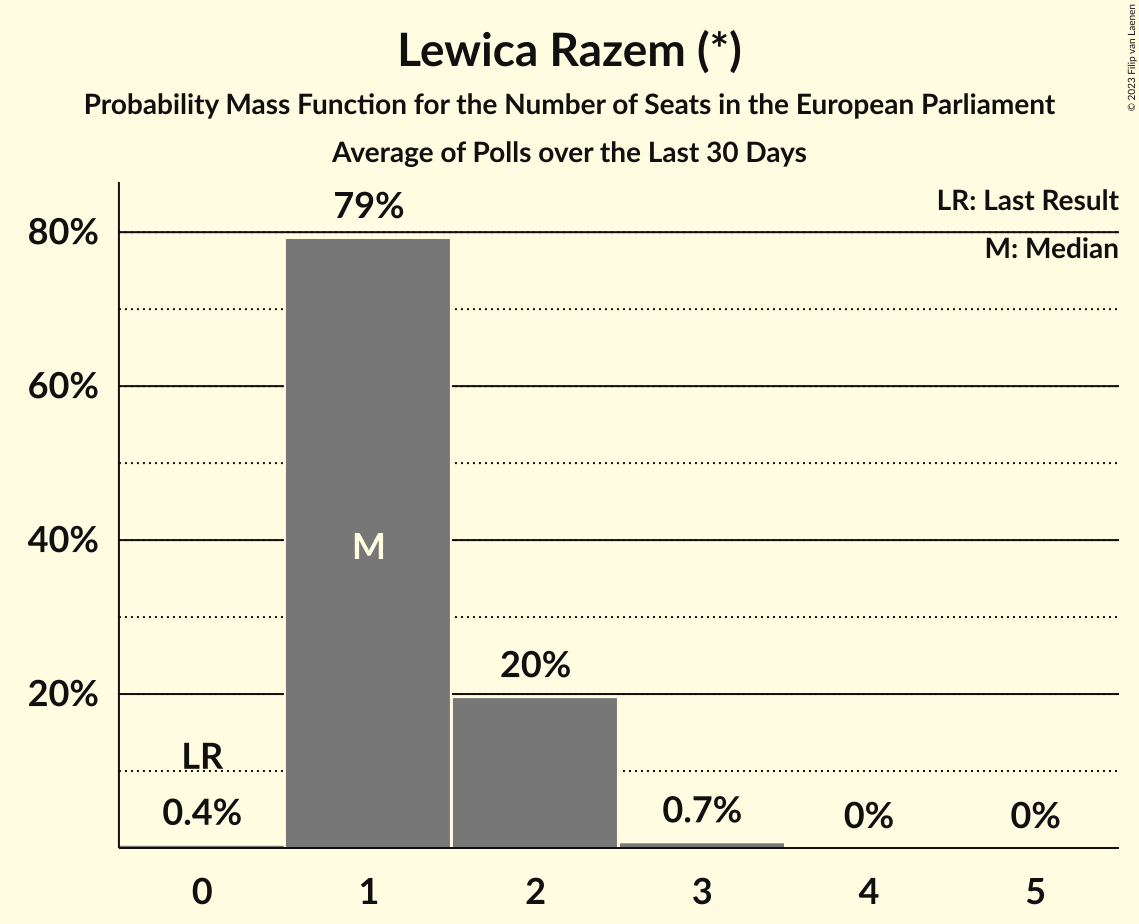 Lewica Razem (*)
Probability Mass Function for the Number of Seats in the European Parliament
Average of Polls over the Last 30 Days
© 2023 Filip van Laenen
LR: Last Result
M: Median
80%
60%
40%
20%
79%
M
20%
LR
0.4%
0.7%
0%
0%
0
1
2
3
4
5